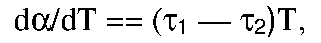 dα/dT == (τ₁ — τ₂)T,